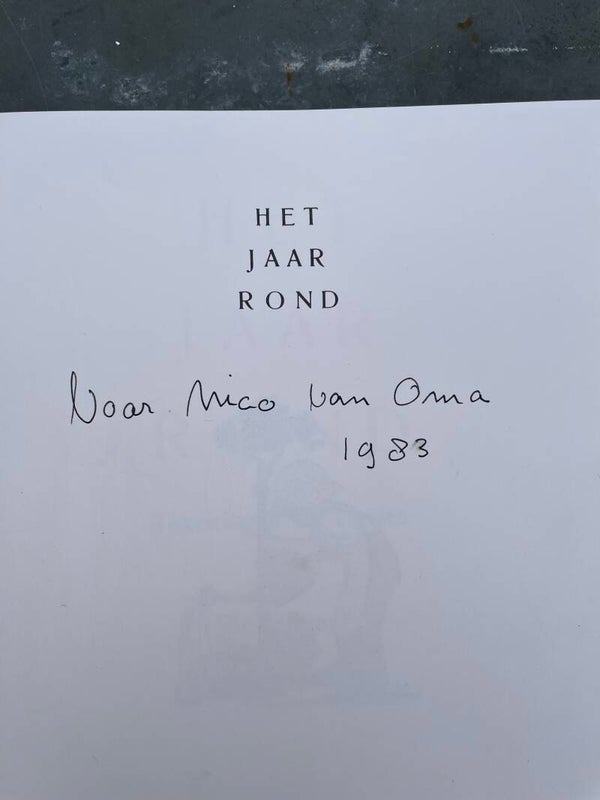 HET
JAAR
ROND
Voor Nico van Oma
1983